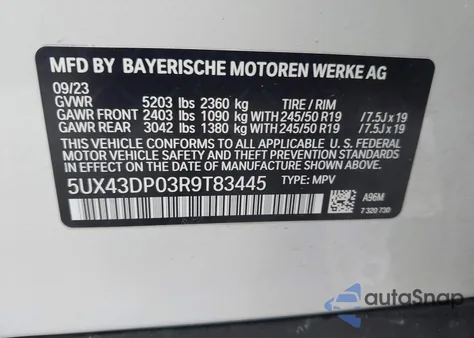 MFD BY BAYERISCHE MOTOREN WERKE AG
09/23
GVWR 5203 lbs 2360 kg TIRE / RIM
GAWR FRONT 2403 lbs 1090 kg WITH 245/50 R19 /7.5J x 19
GAWR REAR 3042 lbs 1380 kg WITH 245/50 R19 /7.5J x 19
THIS VEHICLE CONFORMS TO ALL APPLICABLE U. S. FEDERAL
MOTOR VEHICLE SAFETY, BUMPER, AND THEFT PREVENTION
STANDARDS IN EFFECT ON THE DATE OF MANUFACTURE SHOWN ABOVE.
5UX43DP03R9T83445 TYPE: MPV
A96M
7 320 730
autoSnap